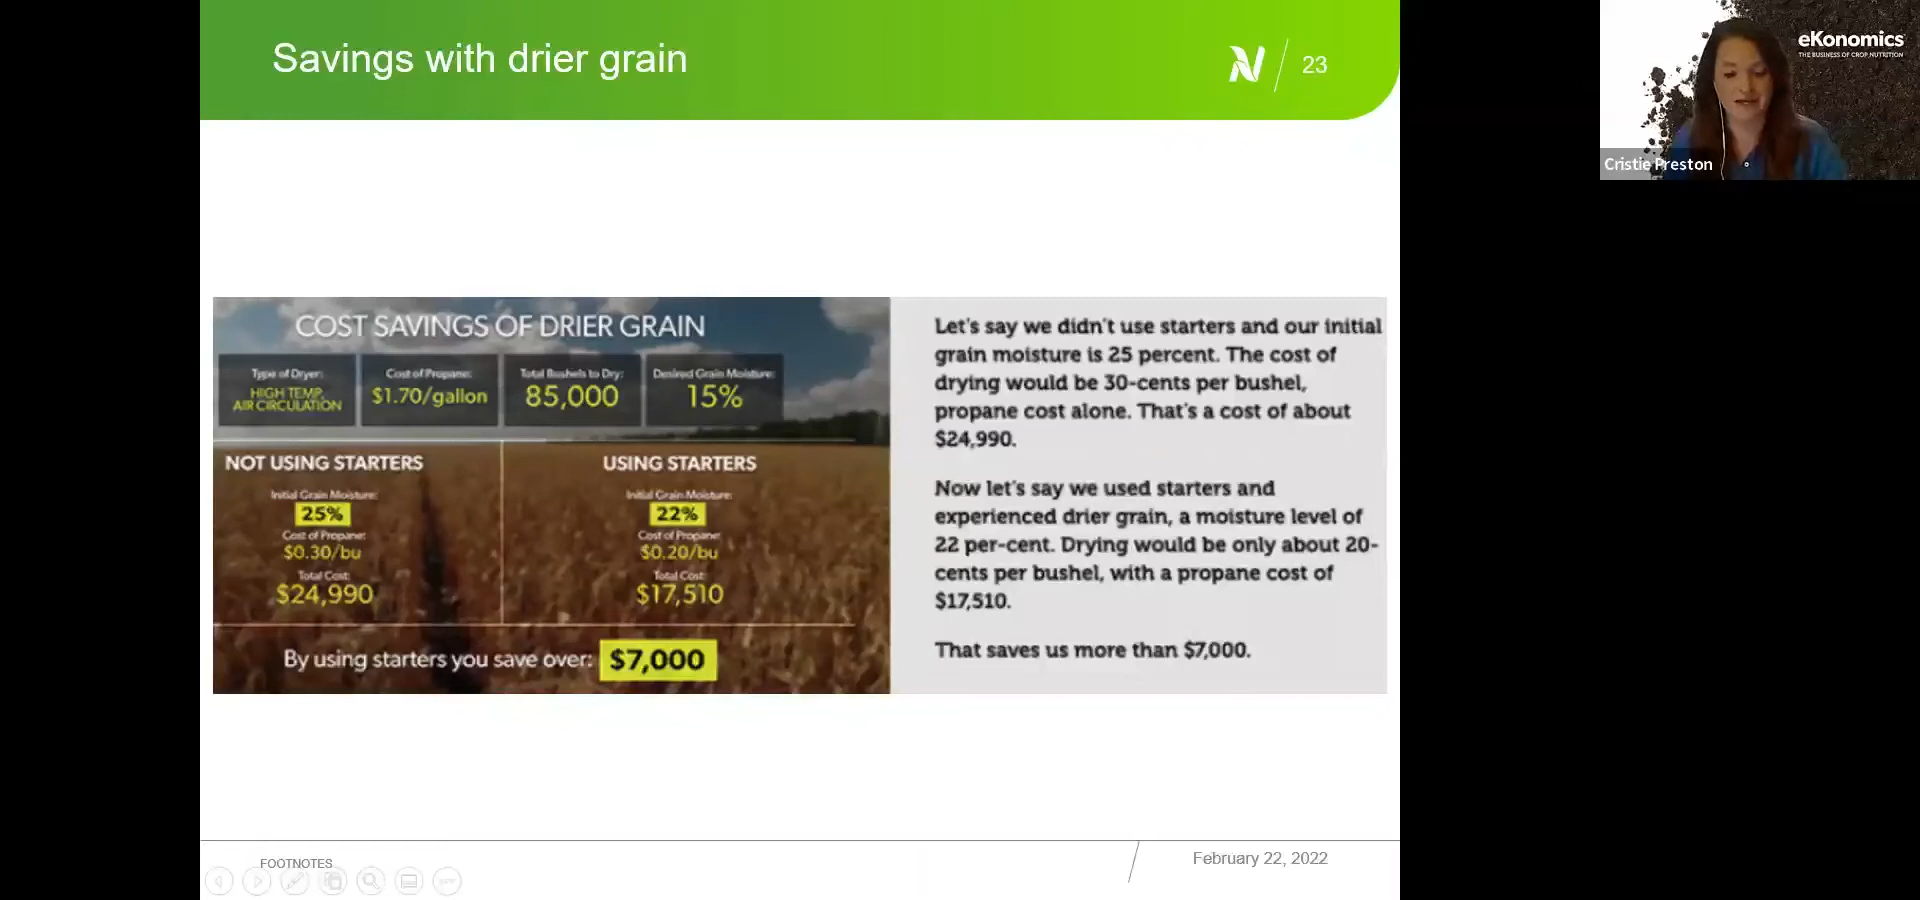 Savings with drier grain
23
eKonomics
THE BUSINESS OF CROP NUTRITION
Cristie Preston
COST SAVINGS OF DRIER GRAIN
Type of Dryer:
HIGH TEMP,
AIR CIRCULATION
Cost of Propane:
$1.70/gallon
Total Bushels to Dry:
85,000
Desired Grain Moisture:
15%
NOT USING STARTERS
Initial Grain Moisture:
25%
Cost of Propane:
$0.30/bu
Total Cost:
$24,990
USING STARTERS
Initial Grain Moisture:
22%
Cost of Propane:
$0.20/bu
Total Cost:
$17,510
By using starters you save over: $7,000
Let's say we didn't use starters and our initial
grain moisture is 25 percent. The cost of
drying would be 30-cents per bushel,
propane cost alone. That's a cost of about
$24,990.
Now let's say we used starters and
experienced drier grain, a moisture level of
22 per-cent. Drying would be only about 20-
cents per bushel, with a propane cost of
$17,510.
That saves us more than $7,000.
FOOTNOTES
February 22, 2022